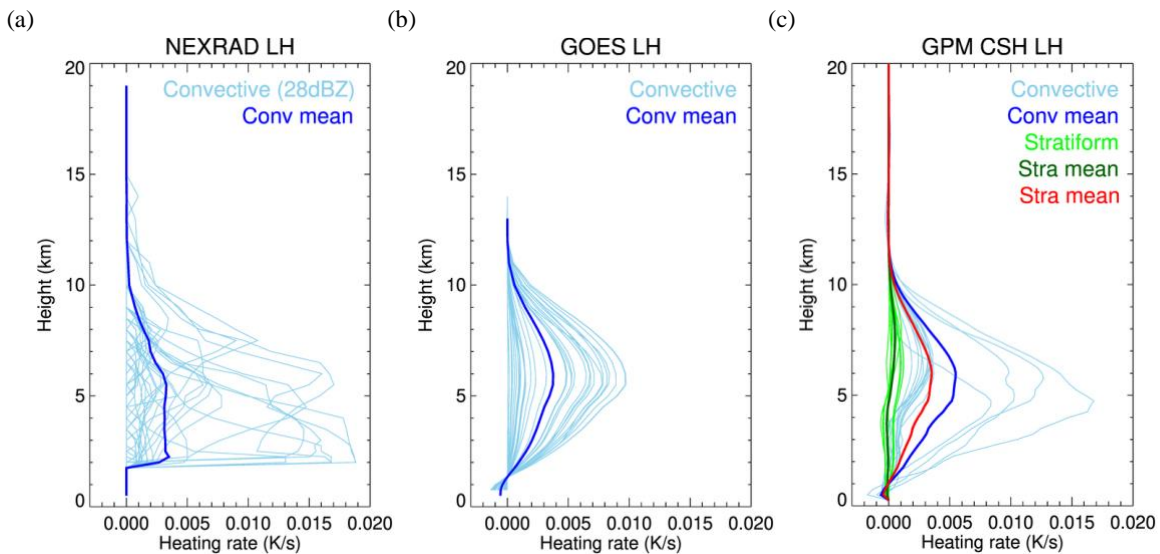 (a)
NEXRAD LH
20
15
10
5
0
Height (km)
0.000 0.005 0.010 0.015 0.020
Heating rate (K/s)
Convective (28dBZ)
Conv mean
(b)
GOES LH
20
15
10
5
0
Height (km)
0.000 0.005 0.010 0.015 0.020
Heating rate (K/s)
Convective
Conv mean
(c)
GPM CSH LH
20
15
10
5
0
Height (km)
0.000 0.005 0.010 0.015 0.020
Heating rate (K/s)
Convective
Conv mean
Stratiform
Stra mean
Stra mean